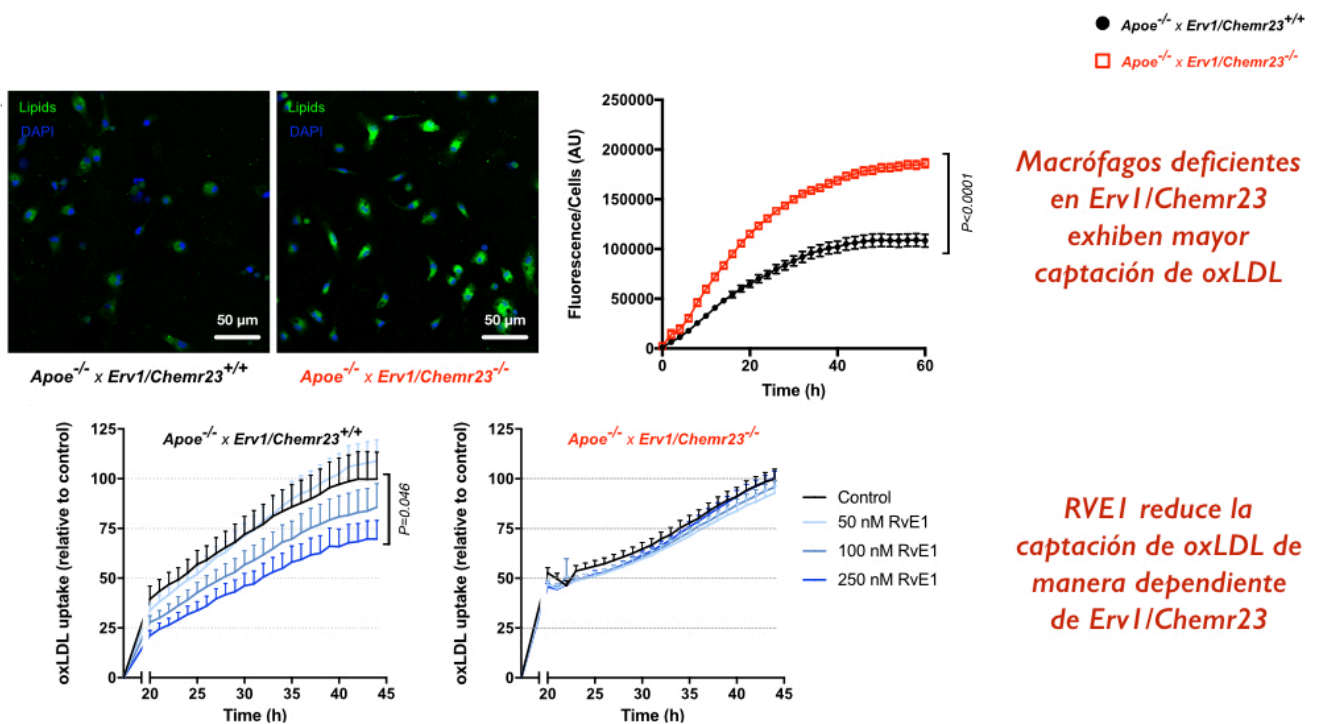 Apoe-/- x Erv1/Chemr23+/+
Apoe-/- x Erv1/Chemr23-/-
Lipids
DAPI
50 µm
Apoe-/- x Erv1/Chemr23+/+
Lipids
DAPI
50 µm
Apoe-/- x Erv1/Chemr23-/-
Fluorescence/Cells (AU)
250000
200000
150000
100000
50000
0
0 20 40 60
Time (h)
P<0.0001
Macrófagos deficientes
en Erv1/Chemr23
exhiben mayor
captación de oxLDL
Apoe-/- x Erv1/Chemr23+/+
oxLDL uptake (relative to control)
125
100
75
50
25
0
20 25 30 35 40 45
Time (h)
P=0.046
Apoe-/- x Erv1/Chemr23-/-
oxLDL uptake (relative to control)
125
100
75
50
25
0
20 25 30 35 40 45
Time (h)
Control
50 nM RvE1
100 nM RvE1
250 nM RvE1
RVE1 reduce la
captación de oxLDL de
manera dependiente
de Erv1/Chemr23